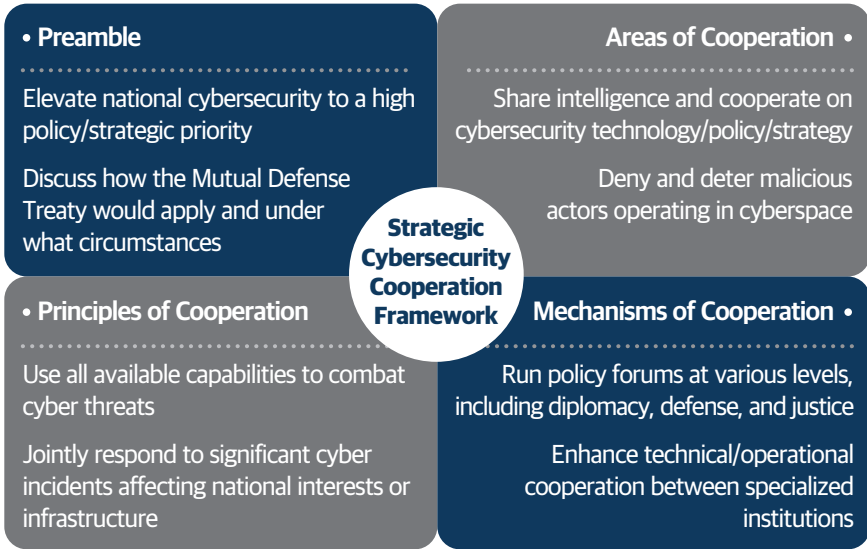 • Preamble
Elevate national cybersecurity to a high
policy/strategic priority
Discuss how the Mutual Defense
Treaty would apply and under
what circumstances
Areas of Cooperation •
Share intelligence and cooperate on
cybersecurity technology/policy/strategy
Deny and deter malicious
actors operating in cyberspace
Strategic
Cybersecurity
Cooperation
Framework
• Principles of Cooperation
Use all available capabilities to combat
cyber threats
Jointly respond to significant cyber
incidents affecting national interests or
infrastructure
Mechanisms of Cooperation •
Run policy forums at various levels,
including diplomacy, defense, and justice
Enhance technical/operational
cooperation between specialized
institutions